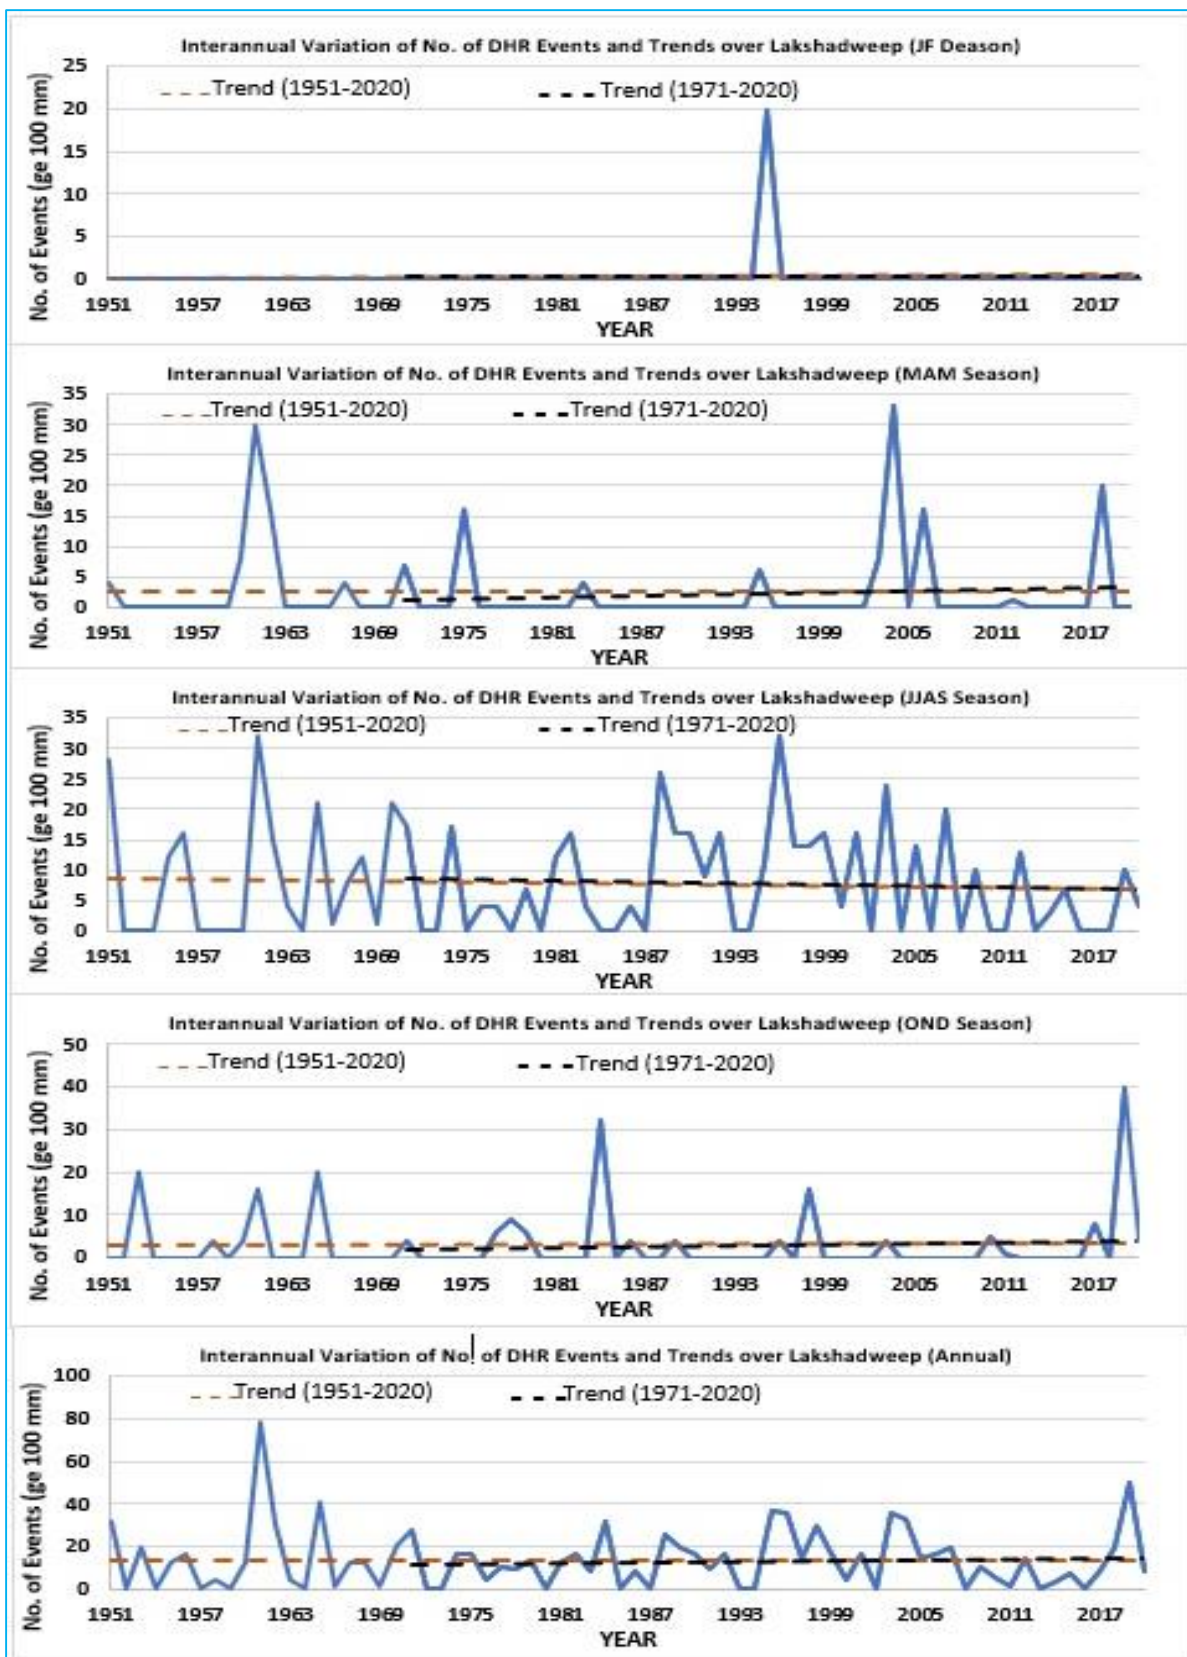 Interannual Variation of No. of DHR Events and Trends over Lakshadweep (JF Deason)
No. of Events (ge 100 mm)
25
20
15
10
5
0
Trend (1951-2020) Trend (1971-2020)
1951 1957 1963 1969 1975 1981 1987 1993 1999 2005 2011 2017
YEAR
Interannual Variation of No. of DHR Events and Trends over Lakshadweep (MAM Season)
No. of Events (ge 100 mm)
35
30
25
20
15
10
5
0
Trend (1951-2020) Trend (1971-2020)
1951 1957 1963 1969 1975 1981 1987 1993 1999 2005 2011 2017
YEAR
Interannual Variation of No. of DHR Events and Trends over Lakshadweep (JJAS Season)
No. of Events (ge 100 mm)
35
30
25
20
15
10
5
0
Trend (1951-2020) Trend (1971-2020)
1951 1957 1963 1969 1975 1981 1987 1993 1999 2005 2011 2017
YEAR
Interannual Variation of No. of DHR Events and Trends over Lakshadweep (OND Season)
No. of Events (ge 100 mm)
50
40
30
20
10
0
Trend (1951-2020) Trend (1971-2020)
1951 1957 1963 1969 1975 1981 1987 1993 1999 2005 2011 2017
YEAR
Interannual Variation of No. of DHR Events and Trends over Lakshadweep (Annual)
No. of Events (ge 100 mm)
100
80
60
40
20
0
Trend (1951-2020) Trend (1971-2020)
1951 1957 1963 1969 1975 1981 1987 1993 1999 2005 2011 2017
YEAR